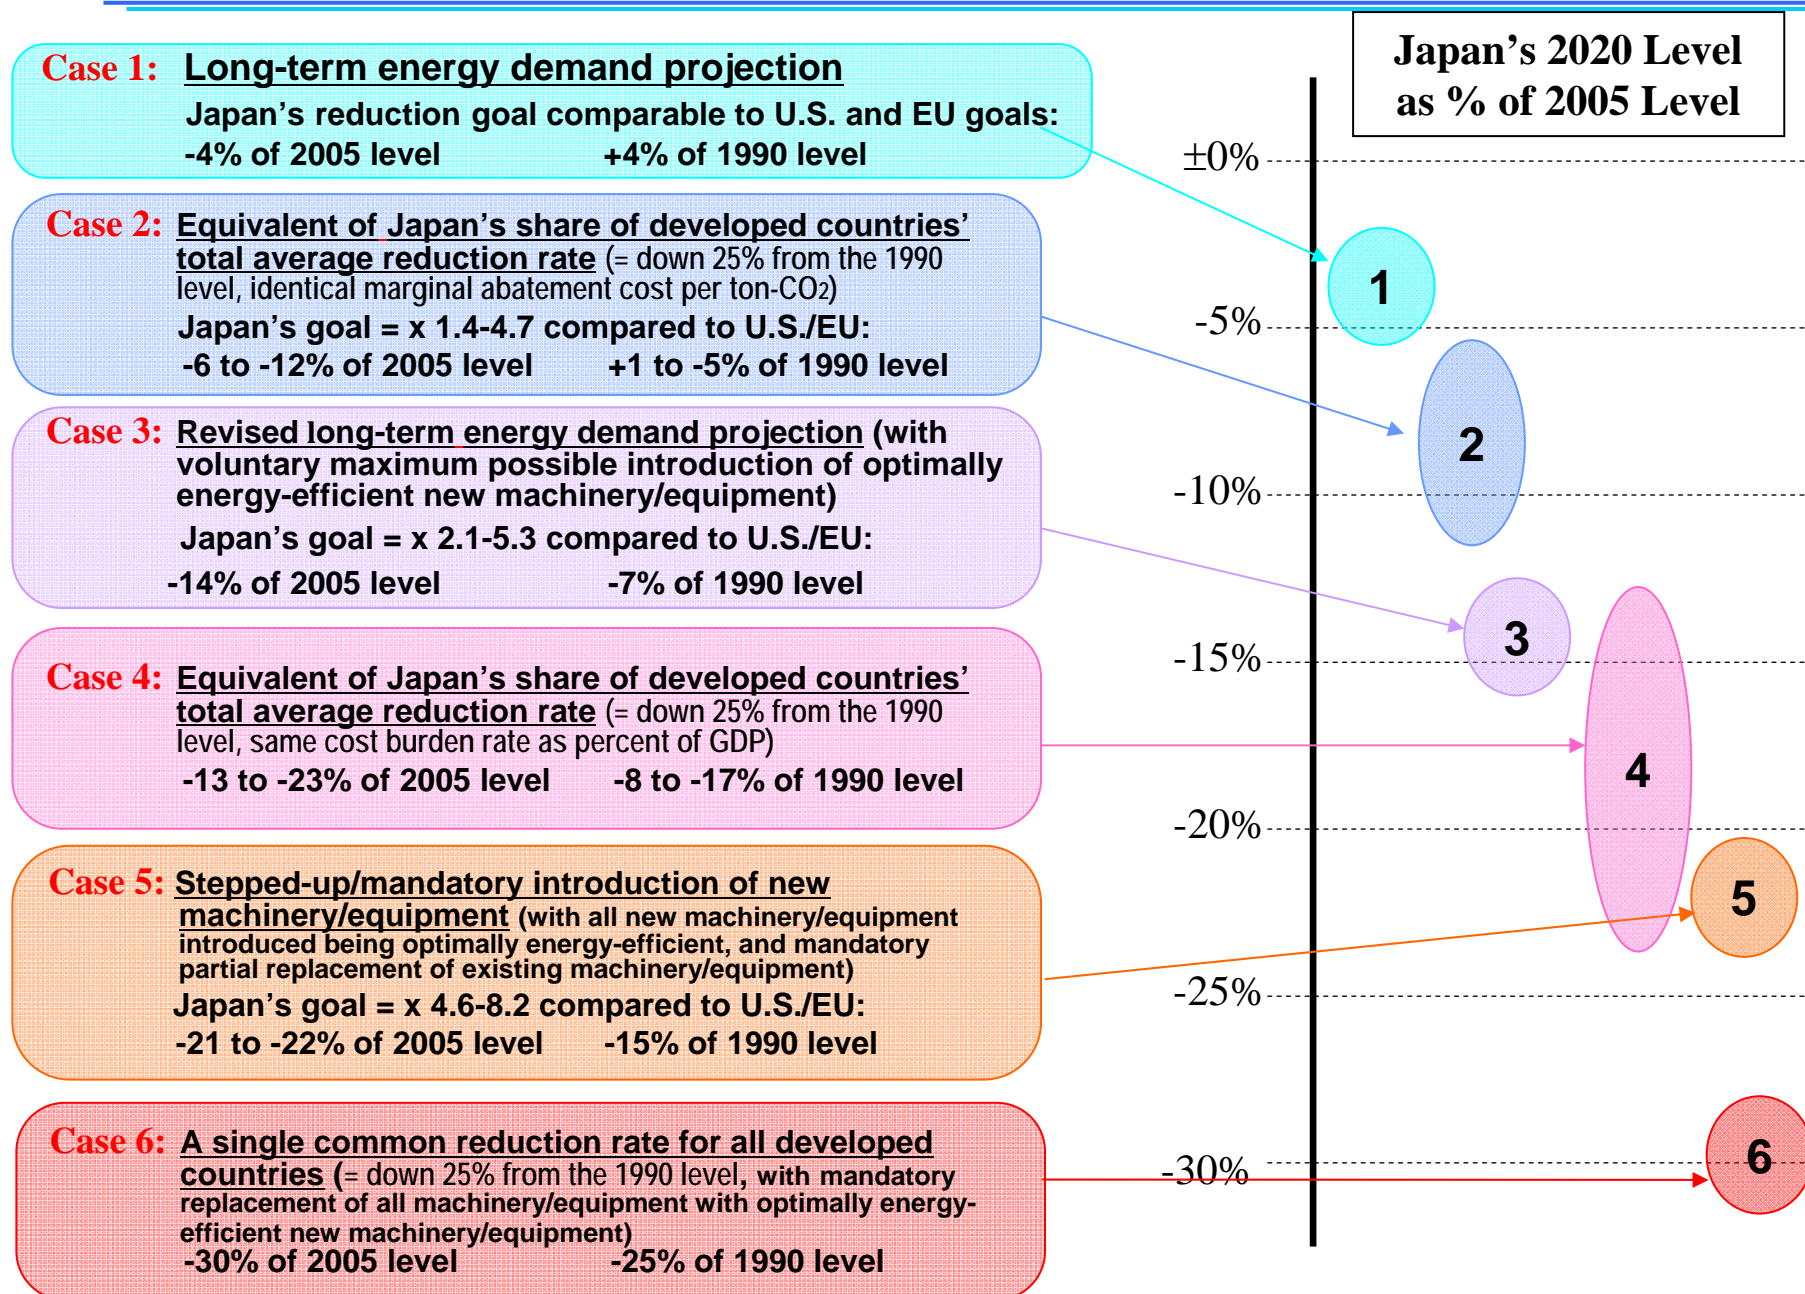 Japan's 2020 Level
as % of 2005 Level
Case 1: Long-term energy demand projection
Japan's reduction goal comparable to U.S. and EU goals:
-4% of 2005 level +4% of 1990 level
Case 2: Equivalent of Japan's share of developed countries'
total average reduction rate (= down 25% from the 1990
level, identical marginal abatement cost per ton-CO2)
Japan's goal = x 1.4-4.7 compared to U.S./EU:
-6 to -12% of 2005 level +1 to -5% of 1990 level
Case 3: Revised long-term energy demand projection (with
voluntary maximum possible introduction of optimally
energy-efficient new machinery/equipment)
Japan's goal = x 2.1-5.3 compared to U.S./EU:
-14% of 2005 level -7% of 1990 level
Case 4: Equivalent of Japan's share of developed countries'
total average reduction rate (= down 25% from the 1990
level, same cost burden rate as percent of GDP)
-13 to -23% of 2005 level -8 to -17% of 1990 level
Case 5: Stepped-up/mandatory introduction of new
machinery/equipment (with all new machinery/equipment
introduced being optimally energy-efficient, and mandatory
partial replacement of existing machinery/equipment)
Japan's goal = x 4.6-8.2 compared to U.S./EU:
-21 to -22% of 2005 level -15% of 1990 level
Case 6: A single common reduction rate for all developed
countries (= down 25% from the 1990 level, with mandatory
replacement of all machinery/equipment with optimally energy-
efficient new machinery/equipment)
-30% of 2005 level -25% of 1990 level
±0%
-5%
-10%
-15%
-20%
-25%
-30%
1
2
3
4
5
6